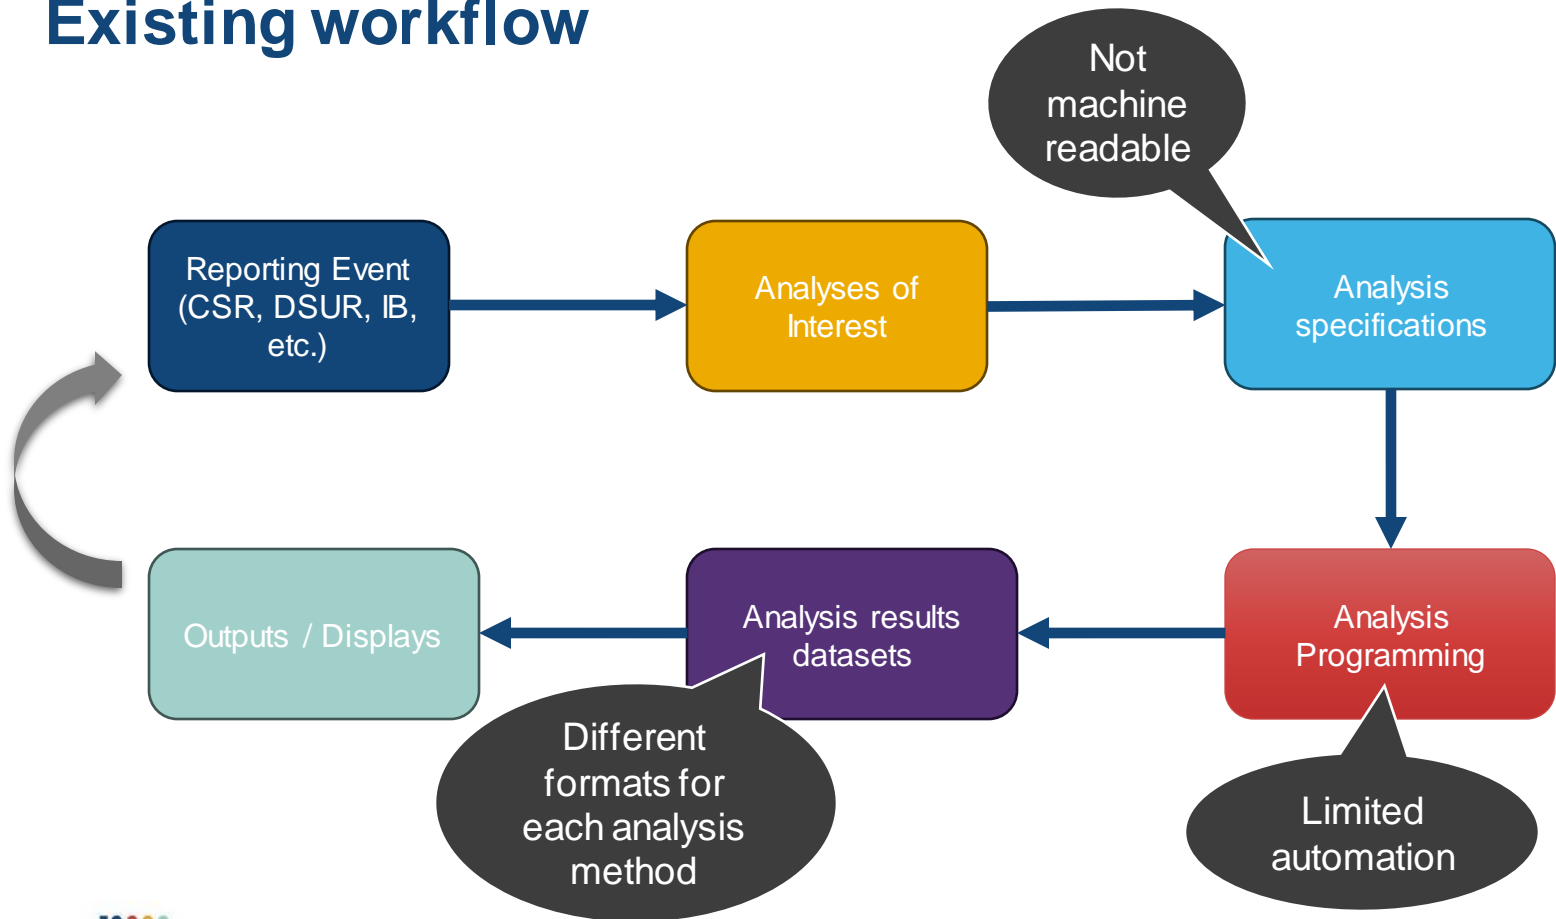 Existing workflow
Not
machine
readable
Reporting Event
(CSR, DSUR, IB,
etc.)
Analyses of
Interest
Analysis
specifications
Outputs / Displays
Analysis results
datasets
Analysis
Programming
Different
formats for
each analysis
method
Limited
automation